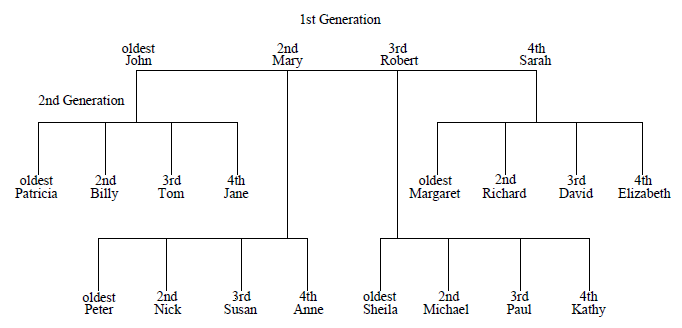 1st Generation
oldest 2nd 3rd 4th
John Mary Robert Sarah
2nd Generation
oldest 2nd 3rd 4th oldest 2nd 3rd 4th
Patricia Billy Tom Jane Margaret Richard David Elizabeth
oldest 2nd 3rd 4th oldest 2nd 3rd 4th
Peter Nick Susan Anne Sheila Michael Paul Kathy